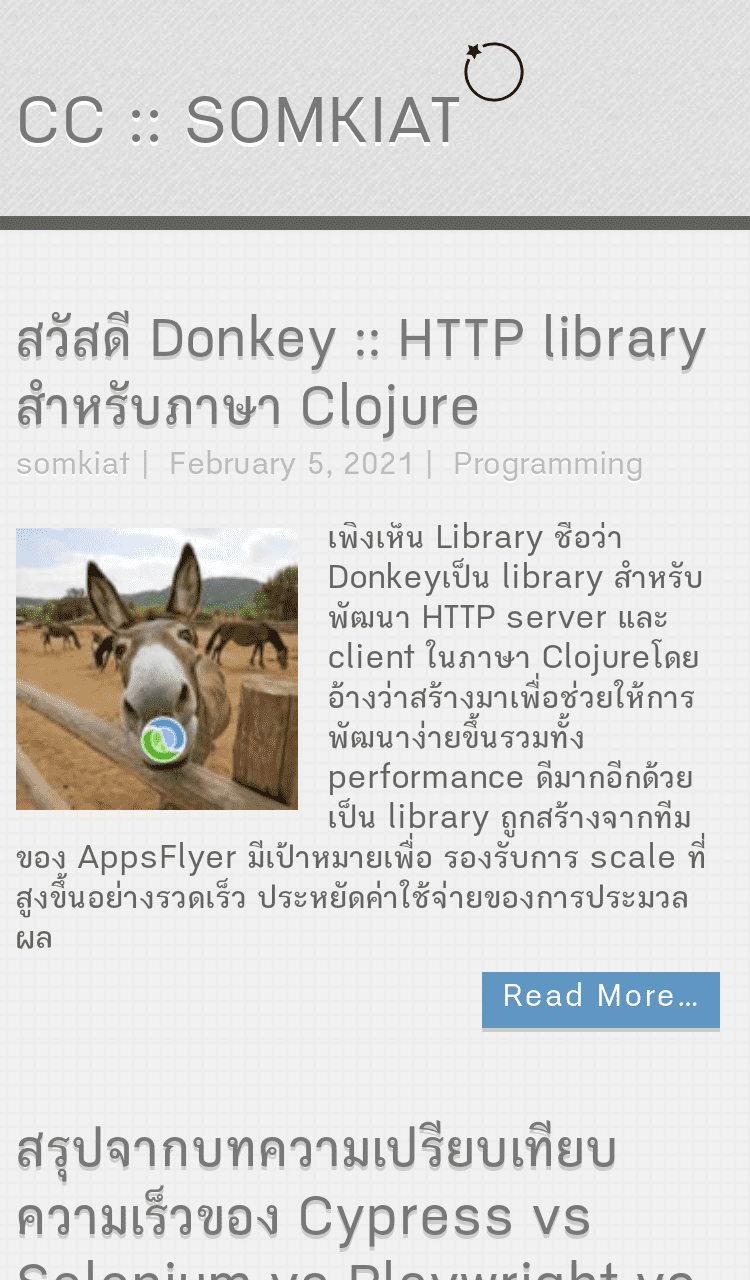 CC :: SOMKIAT
สวัสดี Donkey :: HTTP library
สำหรับภาษา Clojure
somkiat | February 5, 2021 | Programming
เพิ่งเห็น Library ชื่อว่า
Donkeyเป็น library สำหรับ
พัฒนา HTTP server และ
client ในภาษา Clojureโดย
อ้างว่าสร้างมาเพื่อช่วยให้การ
พัฒนาง่ายขึ้นรวมทั้ง
performance ดีมากอีกด้วย
เป็น library ถูกสร้างจากทีม
ของ AppsFlyer มีเป้าหมายเพื่อ รองรับการ scale ที่
สูงขึ้นอย่างรวดเร็ว ประหยัดค่าใช้จ่ายของการประมวล
ผล
Read More…
สรุปจากบทความเปรียบเทียบ
ความเร็วของ Cypress vs
Selenium vs Playwright vs